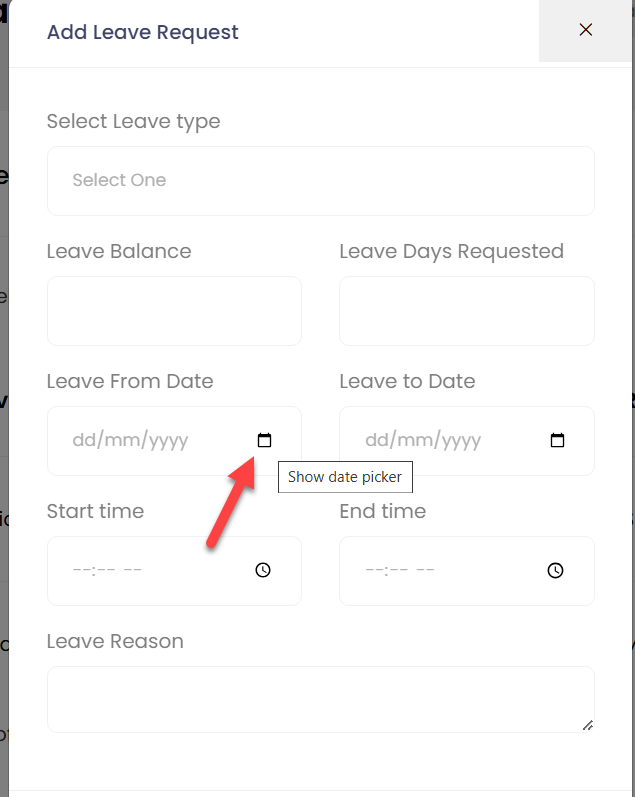 Add Leave Request
Select Leave type
Select One
Leave Balance
Leave Days Requested
Leave From Date
Leave to Date
dd/mm/yyyy
dd/mm/yyyy
Show date picker
Start time
End time
--:-- --
--:-- --
Leave Reason